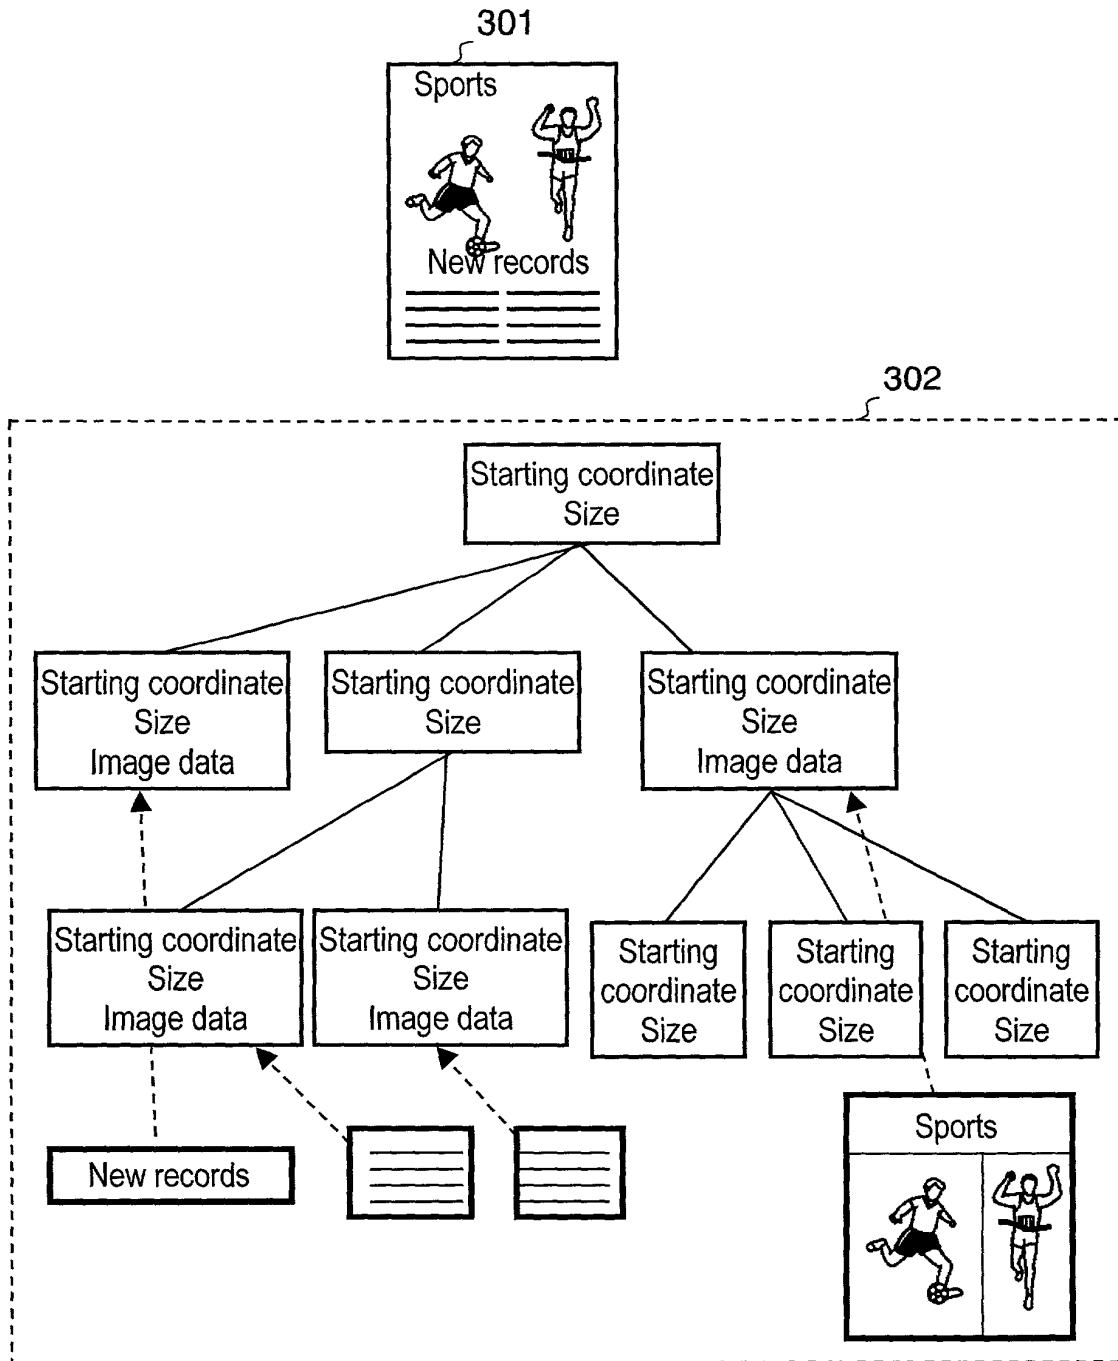 301
Sports
New records
302
Starting coordinate
Size
Starting coordinate
Size
Image data
Starting coordinate
Size
Starting coordinate
Size
Image data
Starting coordinate
Size
Image data
Starting coordinate
Size
Image data
Starting
coordinate
Size
Starting
coordinate
Size
Starting
coordinate
Size
New records
Sports